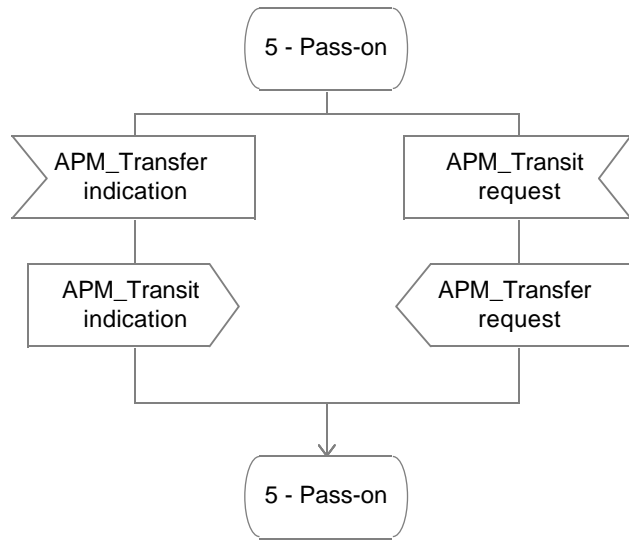 5 - Pass-on
APM_Transfer
indication
APM_Transit
request
APM_Transit
indication
APM_Transfer
request
5 - Pass-on